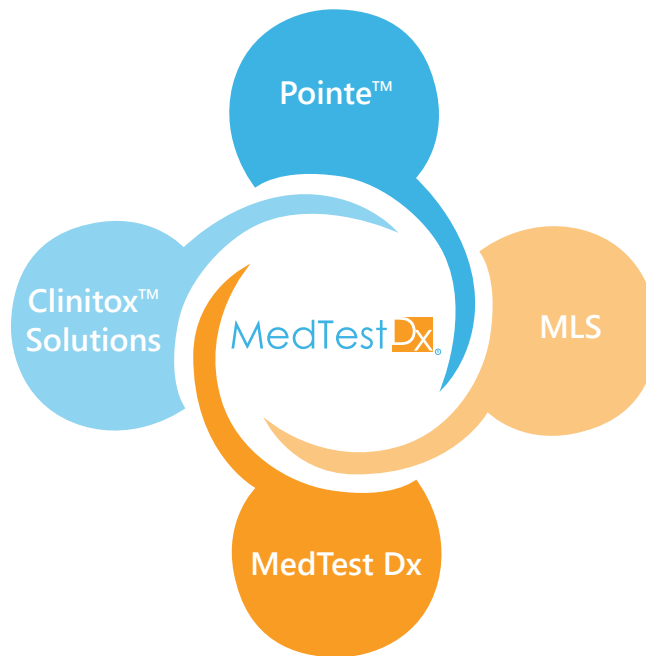 Pointe™
Clinitox™
Solutions
MedTest Dx®
MLS
MedTest Dx